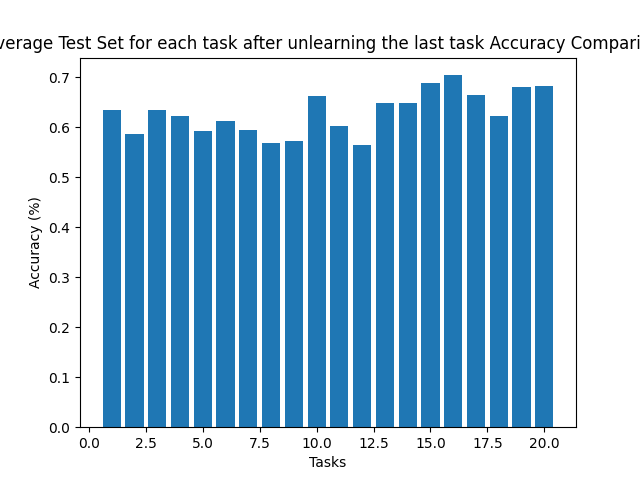 verage Test Set for each task after unlearning the last task Accuracy Compari
0.7
0.6
0.5
0.4
0.3
0.2
0.1
0.0
Accuracy (%)
0.0 2.5 5.0 7.5 10.0 12.5 15.0 17.5 20.0
Tasks